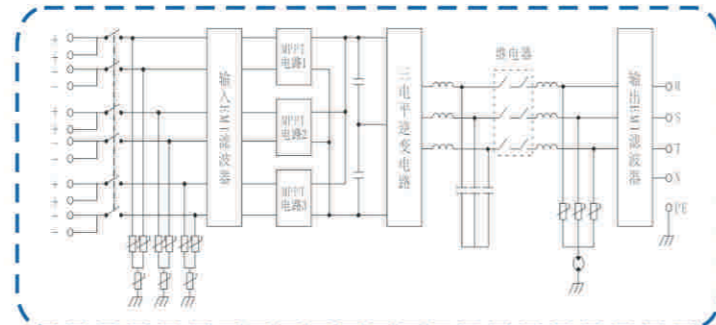 +
+
-
-
+
+
-
-
+
+
-
-
输入EMI滤波器
MPPT
电路1
MPPT
电路2
MPPT
电路3
三电平逆变电路
继电器
输出EMI滤波器
R
S
T
N
PE